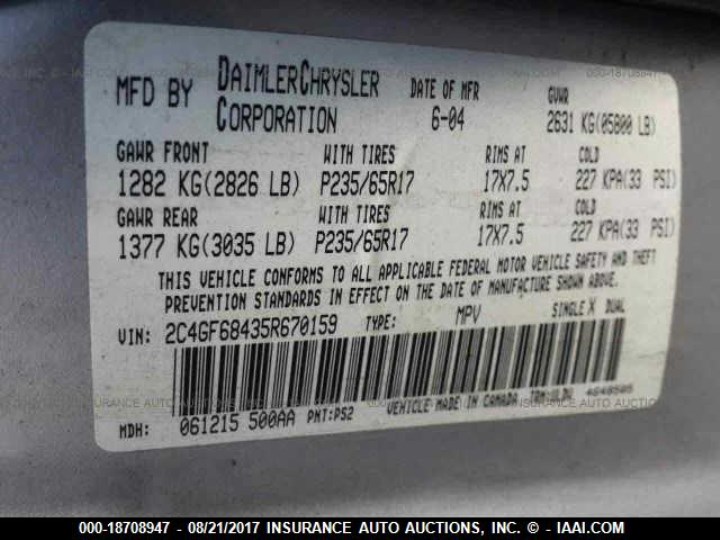 MFD BY DAIMLERCHRYSLER CORPORATION DATE OF MFR 6-04 GVWR 2631 KG(05800 LB)
GAWR FRONT WITH TIRES RIMS AT COLD
1282 KG(2826 LB) P235/65R17 17X7.5 227 KPA(33 PSI)
GAWR REAR WITH TIRES RIMS AT COLD
1377 KG(3035 LB) P235/65R17 17X7.5 227 KPA(33 PSI)
THIS VEHICLE CONFORMS TO ALL APPLICABLE FEDERAL MOTOR VEHICLE SAFETY AND THEFT
PREVENTION STANDARDS IN EFFECT ON THE DATE OF MANUFACTURE SHOWN ABOVE.
VIN: 2C4GF68435R670159 TYPE: MPV SINGLE X DUAL
MDH: 061215 500AA PNT:PS2 VEHICLE MADE IN CANADA
000-18708947 - 08/21/2017 INSURANCE AUTO AUCTIONS, INC. © - IAAI.COM